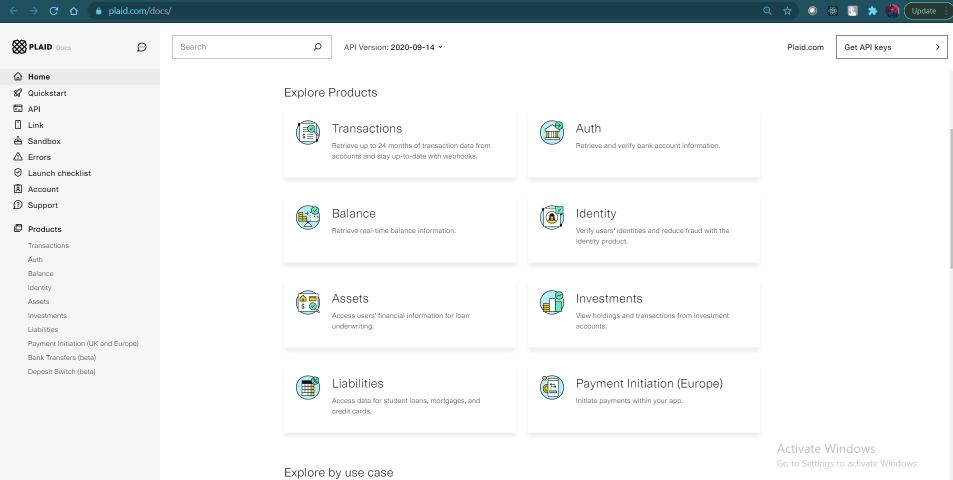 plaid.com/docs/
Update
PLAID Docs
Search
API Version: 2020-09-14
Plaid.com
Get API keys
Home
Quickstart
API
Link
Sandbox
Errors
Launch checklist
Account
Support
Products
Transactions
Auth
Balance
Identity
Assets
Investments
Liabilities
Payment Initiation (UK and Europe)
Bank Transfers (beta)
Deposit Switch (beta)
Explore Products
Transactions
Retrieve up to 24 months of transaction data from
accounts and stay up-to-date with webhooks.
Auth
Retrieve and verify bank account information.
Balance
Retrieve real-time balance information.
Identity
Verify users' identities and reduce fraud with the
Identity product.
Assets
Access users' financial information for loan
underwriting.
Investments
View holdings and transactions from investment
accounts.
Liabilities
Access data for student loans, mortgages, and
credit cards.
Payment Initiation (Europe)
Initiate payments within your app.
Explore by use case
Activate Windows
Go to Settings to activate Windows.